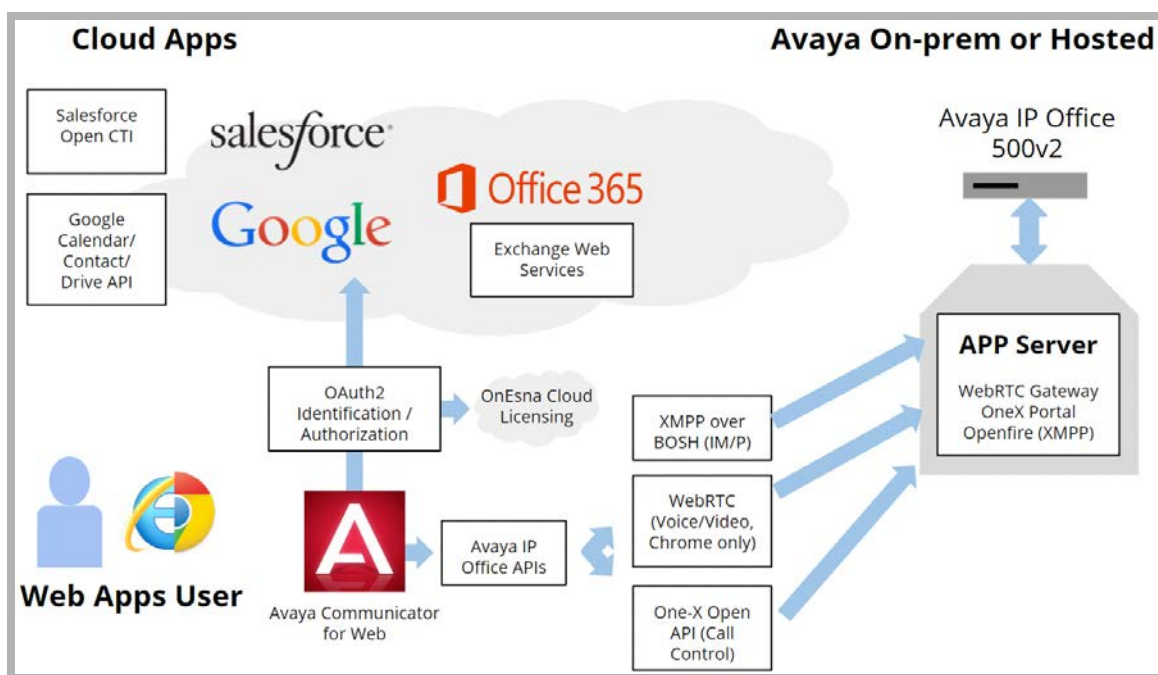 Cloud Apps
Avaya On-prem or Hosted
Salesforce
Open CTI
salesforce
Google
Calendar/
Contact/
Drive API
Google
Office 365
Exchange Web
Services
Avaya IP Office
500v2
APP Server
WebRTC Gateway
OneX Portal
Openfire (XMPP)
OAuth2
Identification /
Authorization
OnEsna Cloud
Licensing
XMPP over
BOSH (IM/P)
WebRTC
(Voice/Video,
Chrome only)
One-X Open
API (Call
Control)
Avaya IP
Office APIs
A
Avaya Communicator
for Web
Web Apps User